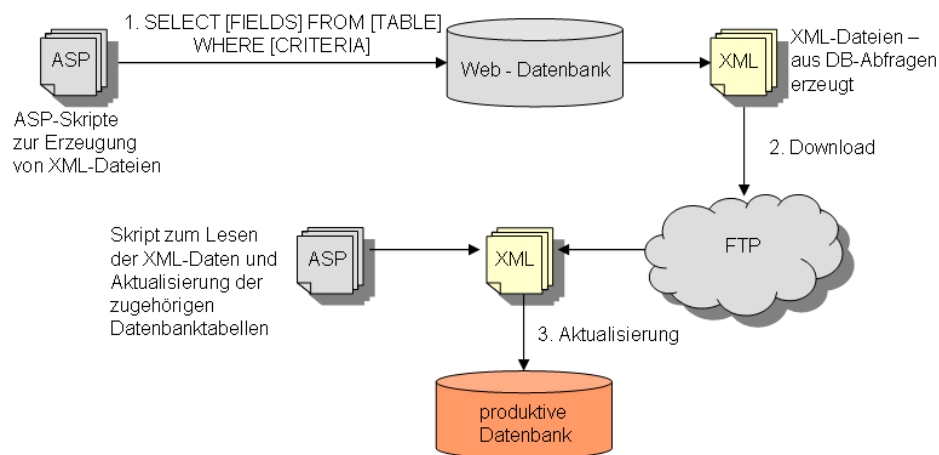 1. SELECT [FIELDS] FROM [TABLE]
WHERE [CRITERIA]
ASP
Web - Datenbank
XML
XML-Dateien –
aus DB-Abfragen
erzeugt
ASP-Skripte
zur Erzeugung
von XML-Dateien
2. Download
Skript zum Lesen
der XML-Daten und
Aktualisierung der
zugehörigen
Datenbanktabellen
ASP
XML
FTP
3. Aktualisierung
produktive
Datenbank